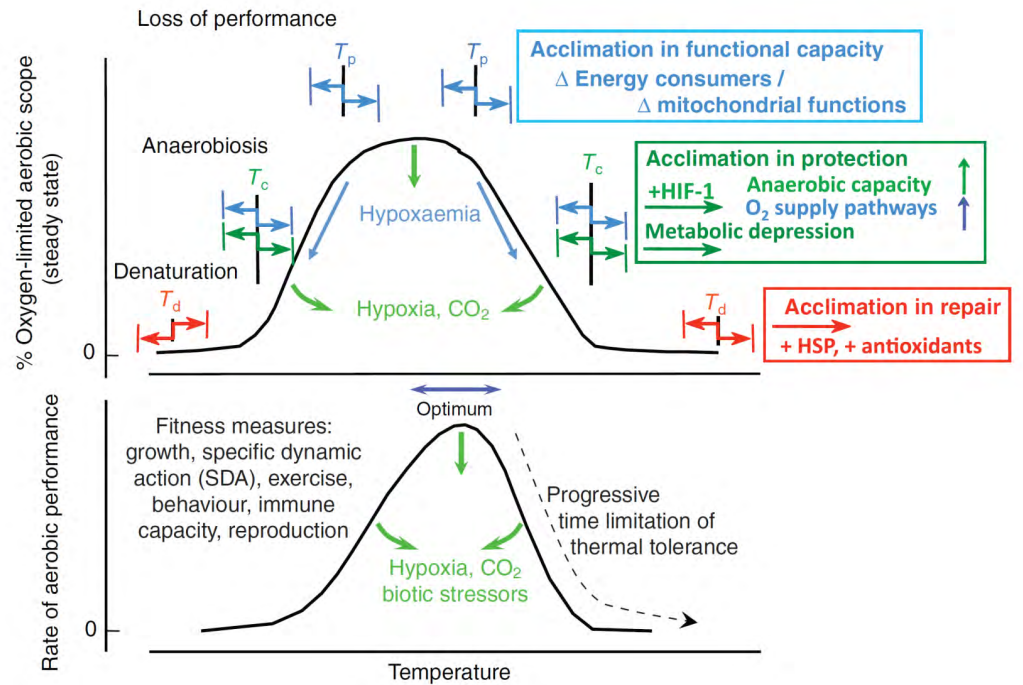 Loss of performance
Tp
Tp
Acclimation in functional capacity
Δ Energy consumers /
Δ mitochondrial functions
% Oxygen-limited aerobic scope
(steady state)
Anaerobiosis
Tc
Tc
Acclimation in protection
+HIF-1
Anaerobic capacity
O2 supply pathways
Metabolic depression
Hypoxaemia
Denaturation
Td
Hypoxia, CO2
Td
Acclimation in repair
+ HSP, + antioxidants
0
Optimum
Rate of aerobic performance
Fitness measures:
growth, specific dynamic
action (SDA), exercise,
behaviour, immune
capacity, reproduction
Progressive
time limitation of
thermal tolerance
Hypoxia, CO2
biotic stressors
0
Temperature